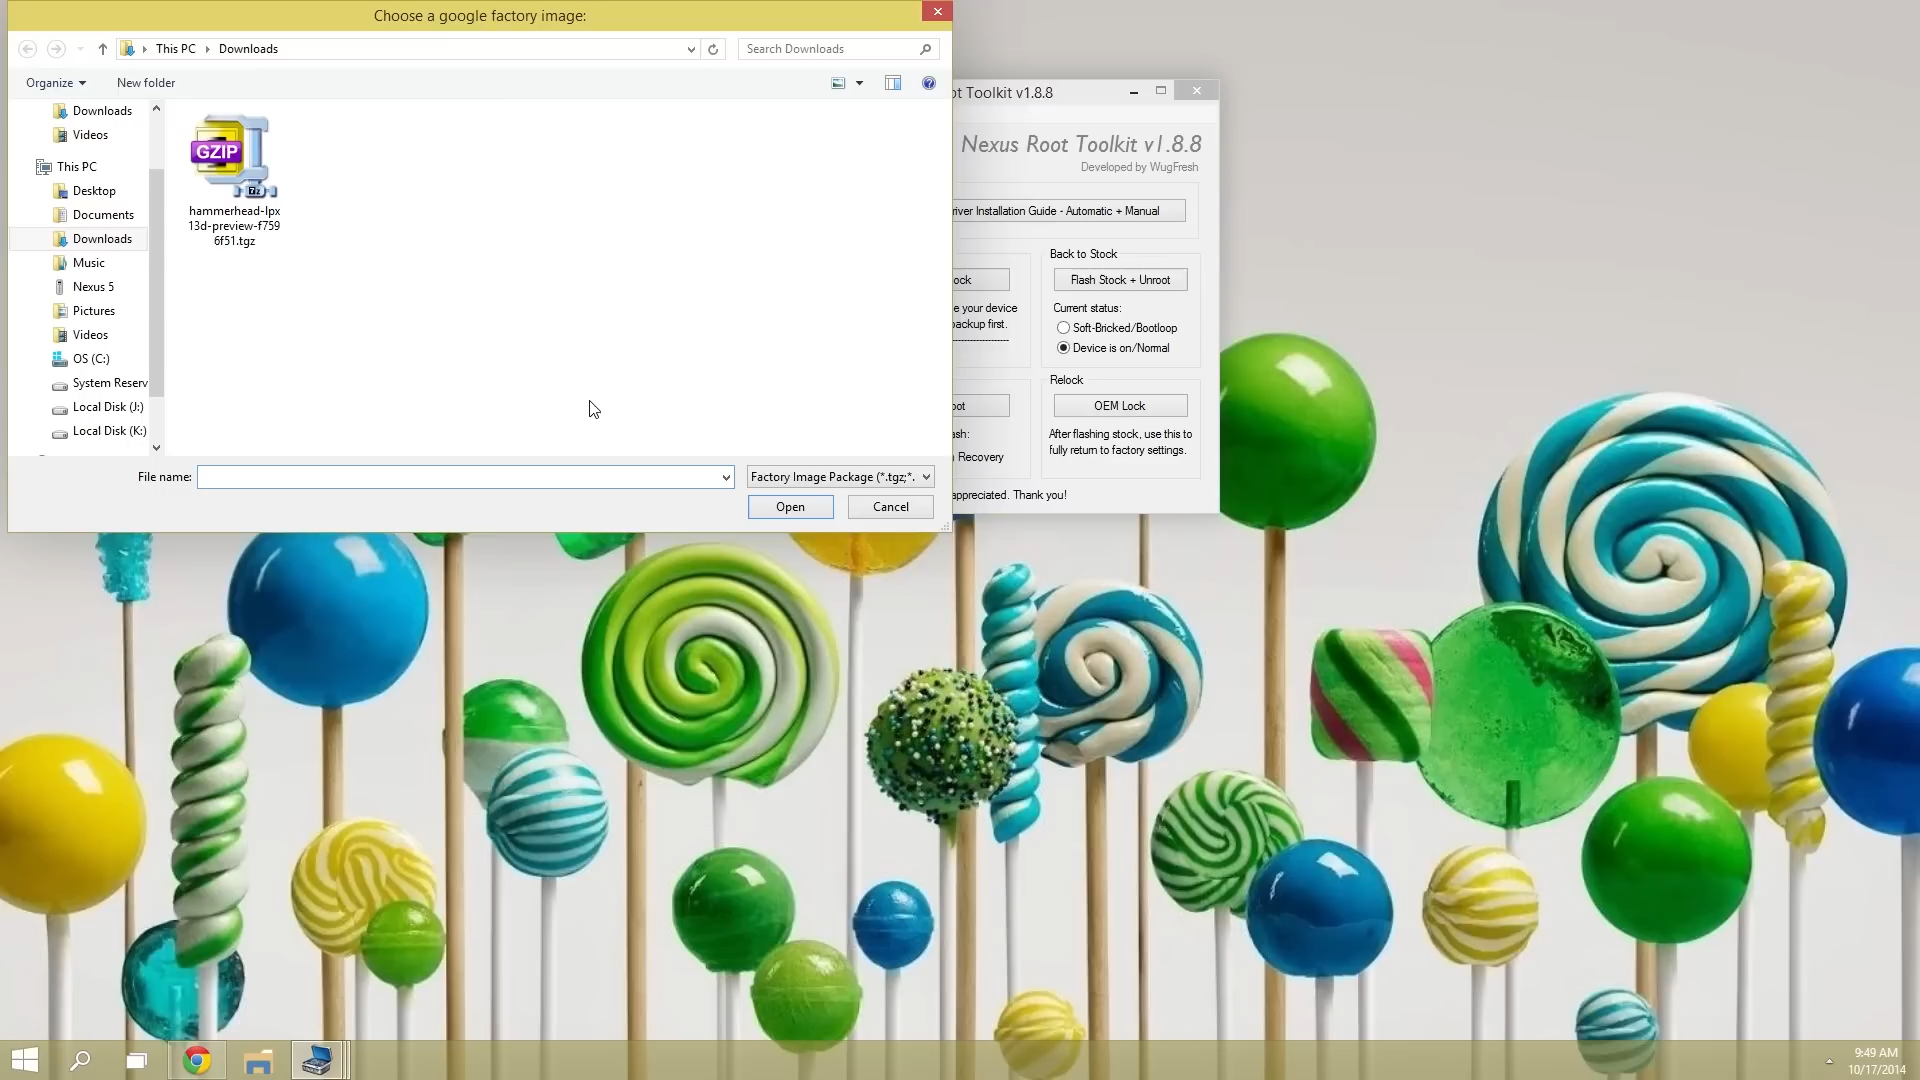 Choose a google factory image:
This PC
Downloads
Search Downloads
Organize
New folder
Downloads
Videos
This PC
Desktop
Documents
Downloads
Music
Nexus 5
Pictures
Videos
OS (C:)
System Reserv
Local Disk (J:)
Local Disk (K:)
GZIP
7z
hammerhead-lpx
13d-preview-f759
6f51.tgz
File name:
Factory Image Package (*.tgz;*.
Open
Cancel
ot Toolkit v1.8.8
Nexus Root Toolkit v1.8.8
Developed by WugFresh
river Installation Guide - Automatic + Manual
ock
e your device
backup first.
--------------------
Back to Stock
Flash Stock + Unroot
Current status:
Soft-Bricked/Bootloop
Device is on/Normal
oot
ash:
Recovery
Relock
OEM Lock
After flashing stock, use this to
fully return to factory settings.
appreciated. Thank you!
9:49 AM
10/17/2014